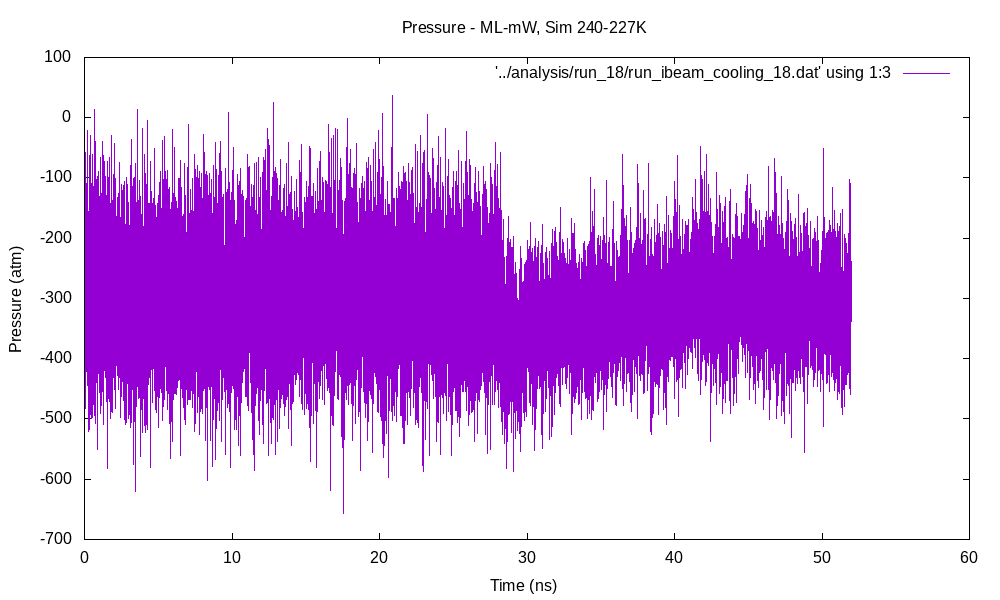 Pressure - ML-mW, Sim 240-227K
'../analysis/run_18/run_ibeam_cooling_18.dat' using 1:3
100
0
-100
-200
-300
-400
-500
-600
-700
Pressure (atm)
0 10 20 30 40 50 60
Time (ns)